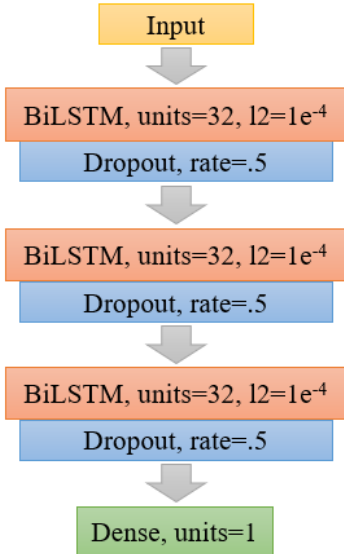 Input
BiLSTM, units=32, l2=1e⁻⁴
Dropout, rate=.5
BiLSTM, units=32, l2=1e⁻⁴
Dropout, rate=.5
BiLSTM, units=32, l2=1e⁻⁴
Dropout, rate=.5
Dense, units=1